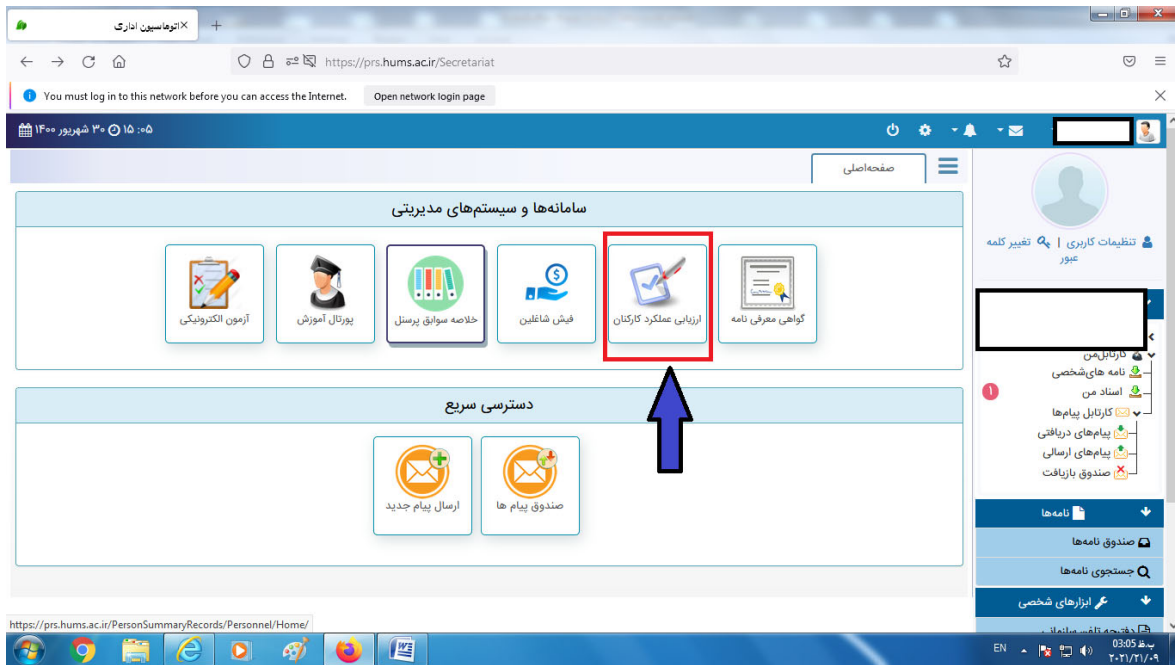 اتوماسیون اداری
https://prs.hums.ac.ir/Secretariat
You must log in to this network before you can access the Internet. Open network login page
۱۵ :۰۵ ۳۰ شهریور ۱۴۰۰
صفحه‌اصلی
سامانه‌ها و سیستم‌های مدیریتی
گواهی معرفی نامه
ارزیابی عملکرد کارکنان
فیش شاغلین
خلاصه سوابق پرسنل
پورتال آموزش
آزمون الکترونیکی
دسترسی سریع
صندوق پیام ها
ارسال پیام جدید
تنظیمات کاربری | تغییر کلمه
عبور
کارتابل‌من
نامه های‌شخصی
اسناد من
۱
کارتابل پیام‌ها
پیام‌های دریافتی
پیام‌های ارسالی
صندوق بازیافت
نامه‌ها
صندوق نامه‌ها
جستجوی نامه‌ها
ابزارهای شخصی
https://prs.hums.ac.ir/PersonSummaryRecords/Personnel/Home/
EN
03:05 ب.ظ
۲۰۲۱/۲۱/۰۹